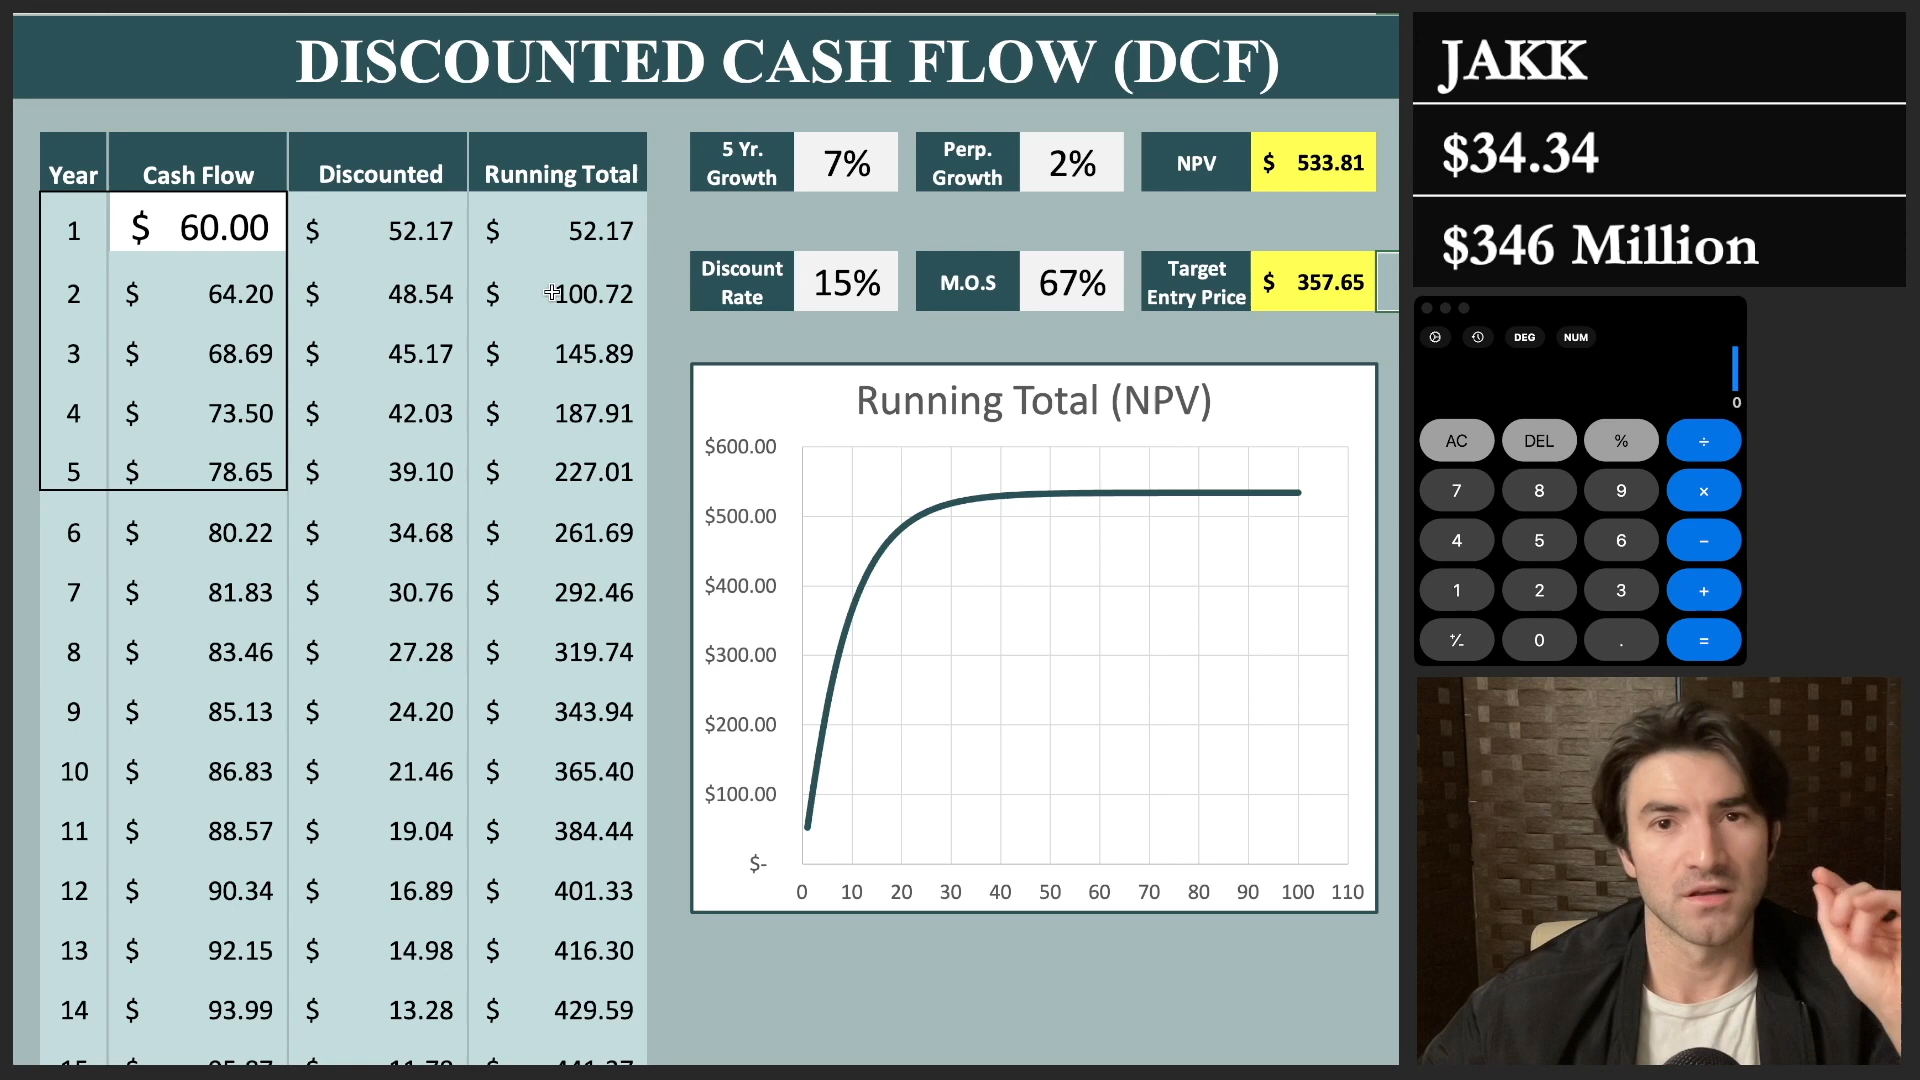 DISCOUNTED CASH FLOW (DCF)
Year Cash Flow Discounted Running Total
1 $ 60.00 $ 52.17 $ 52.17
2 $ 64.20 $ 48.54 $ 100.72
3 $ 68.69 $ 45.17 $ 145.89
4 $ 73.50 $ 42.03 $ 187.91
5 $ 78.65 $ 39.10 $ 227.01
6 $ 80.22 $ 34.68 $ 261.69
7 $ 81.83 $ 30.76 $ 292.46
8 $ 83.46 $ 27.28 $ 319.74
9 $ 85.13 $ 24.20 $ 343.94
10 $ 86.83 $ 21.46 $ 365.40
11 $ 88.57 $ 19.04 $ 384.44
12 $ 90.34 $ 16.89 $ 401.33
13 $ 92.15 $ 14.98 $ 416.30
14 $ 93.99 $ 13.28 $ 429.59
5 Yr.
Growth
7%
Perp.
Growth
2%
NPV
$ 533.81
Discount
Rate
15%
M.O.S
67%
Target
Entry Price
$ 357.65
Running Total (NPV)
$600.00
$500.00
$400.00
$300.00
$200.00
$100.00
$-
0 10 20 30 40 50 60 70 80 90 100 110
JAKK
$34.34
$346 Million
DEG NUM
0
AC DEL % ÷
7 8 9 ×
4 5 6 −
1 2 3 +
+/- 0 . =